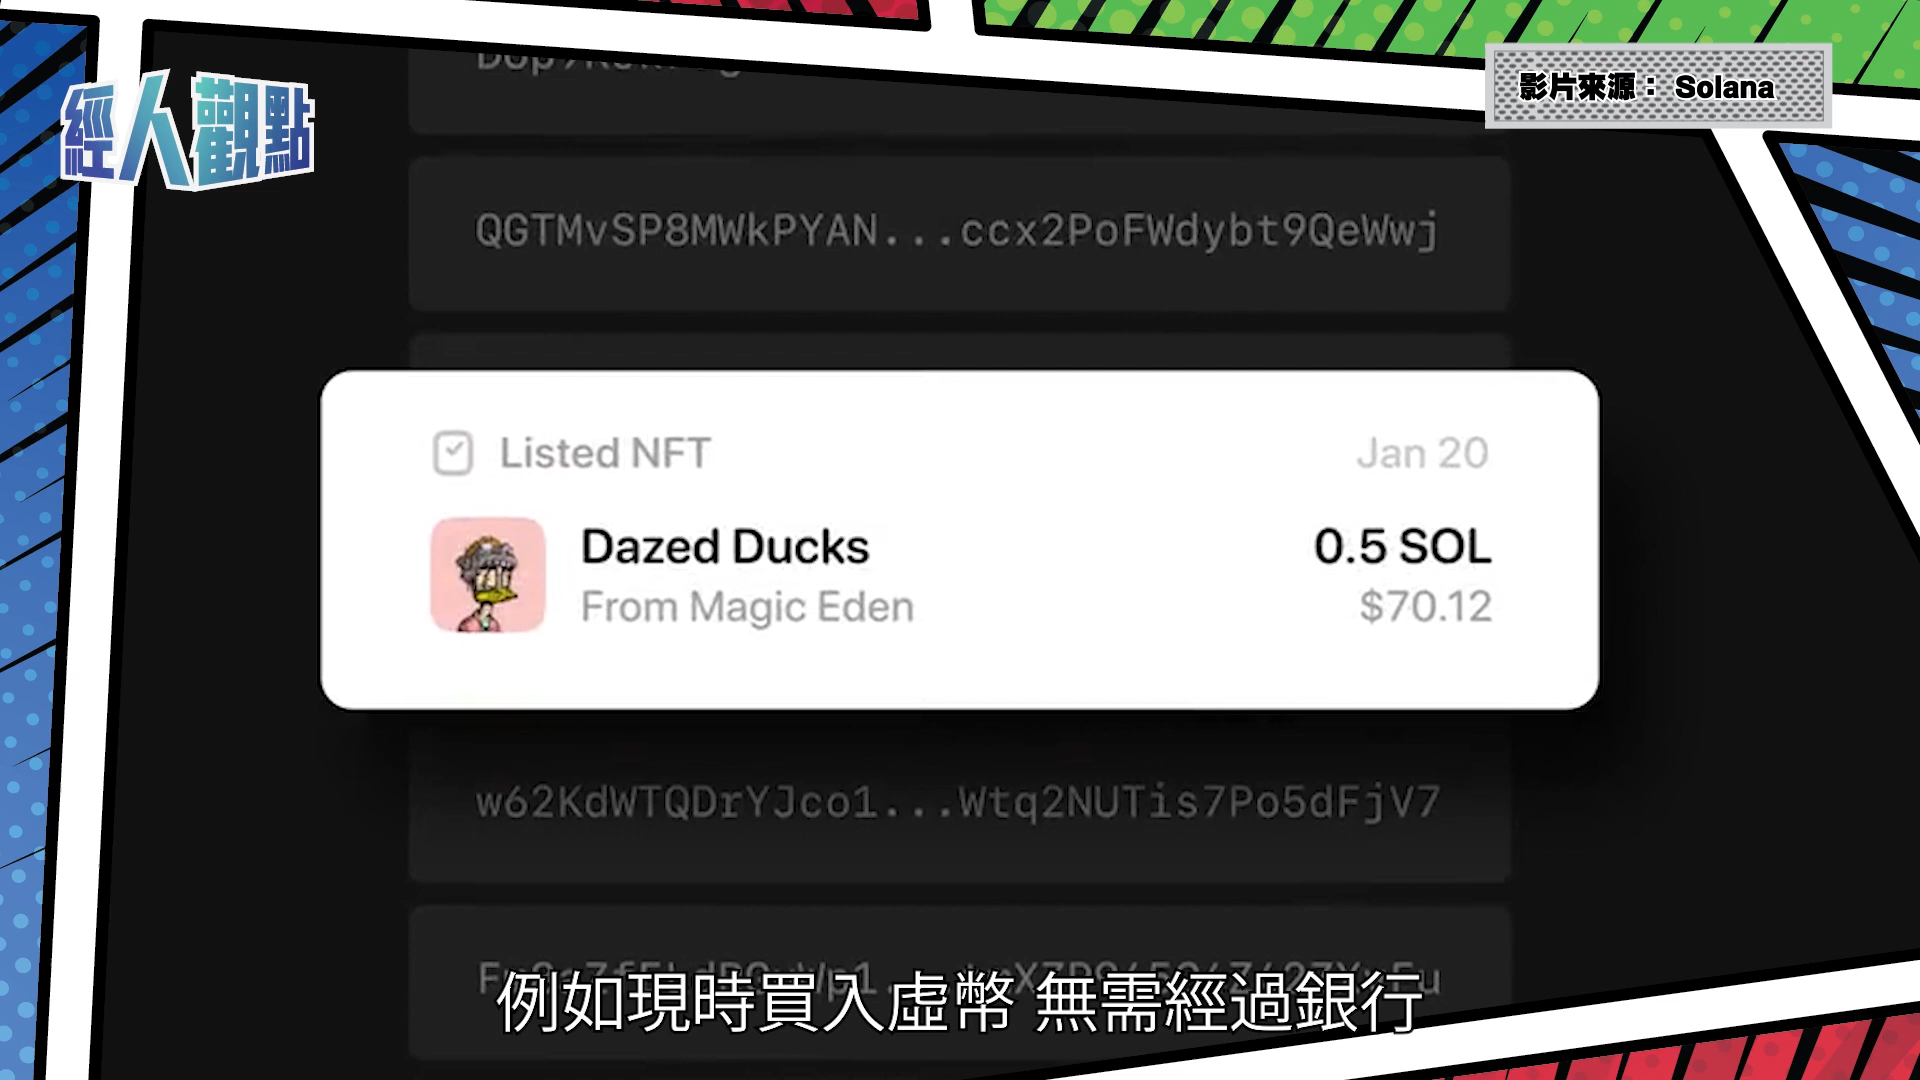 經人觀點
影片來源： Solana
QGTMvSP8MWkPYAN...ccx2PoFWdybt9QeWwj
Listed NFT
Jan 20
Dazed Ducks
0.5 SOL
From Magic Eden
$70.12
w62KdWTQDrYJco1...Wtq2NUTis7Po5dFjV7
例如現時買入虛幣 無需經過銀行